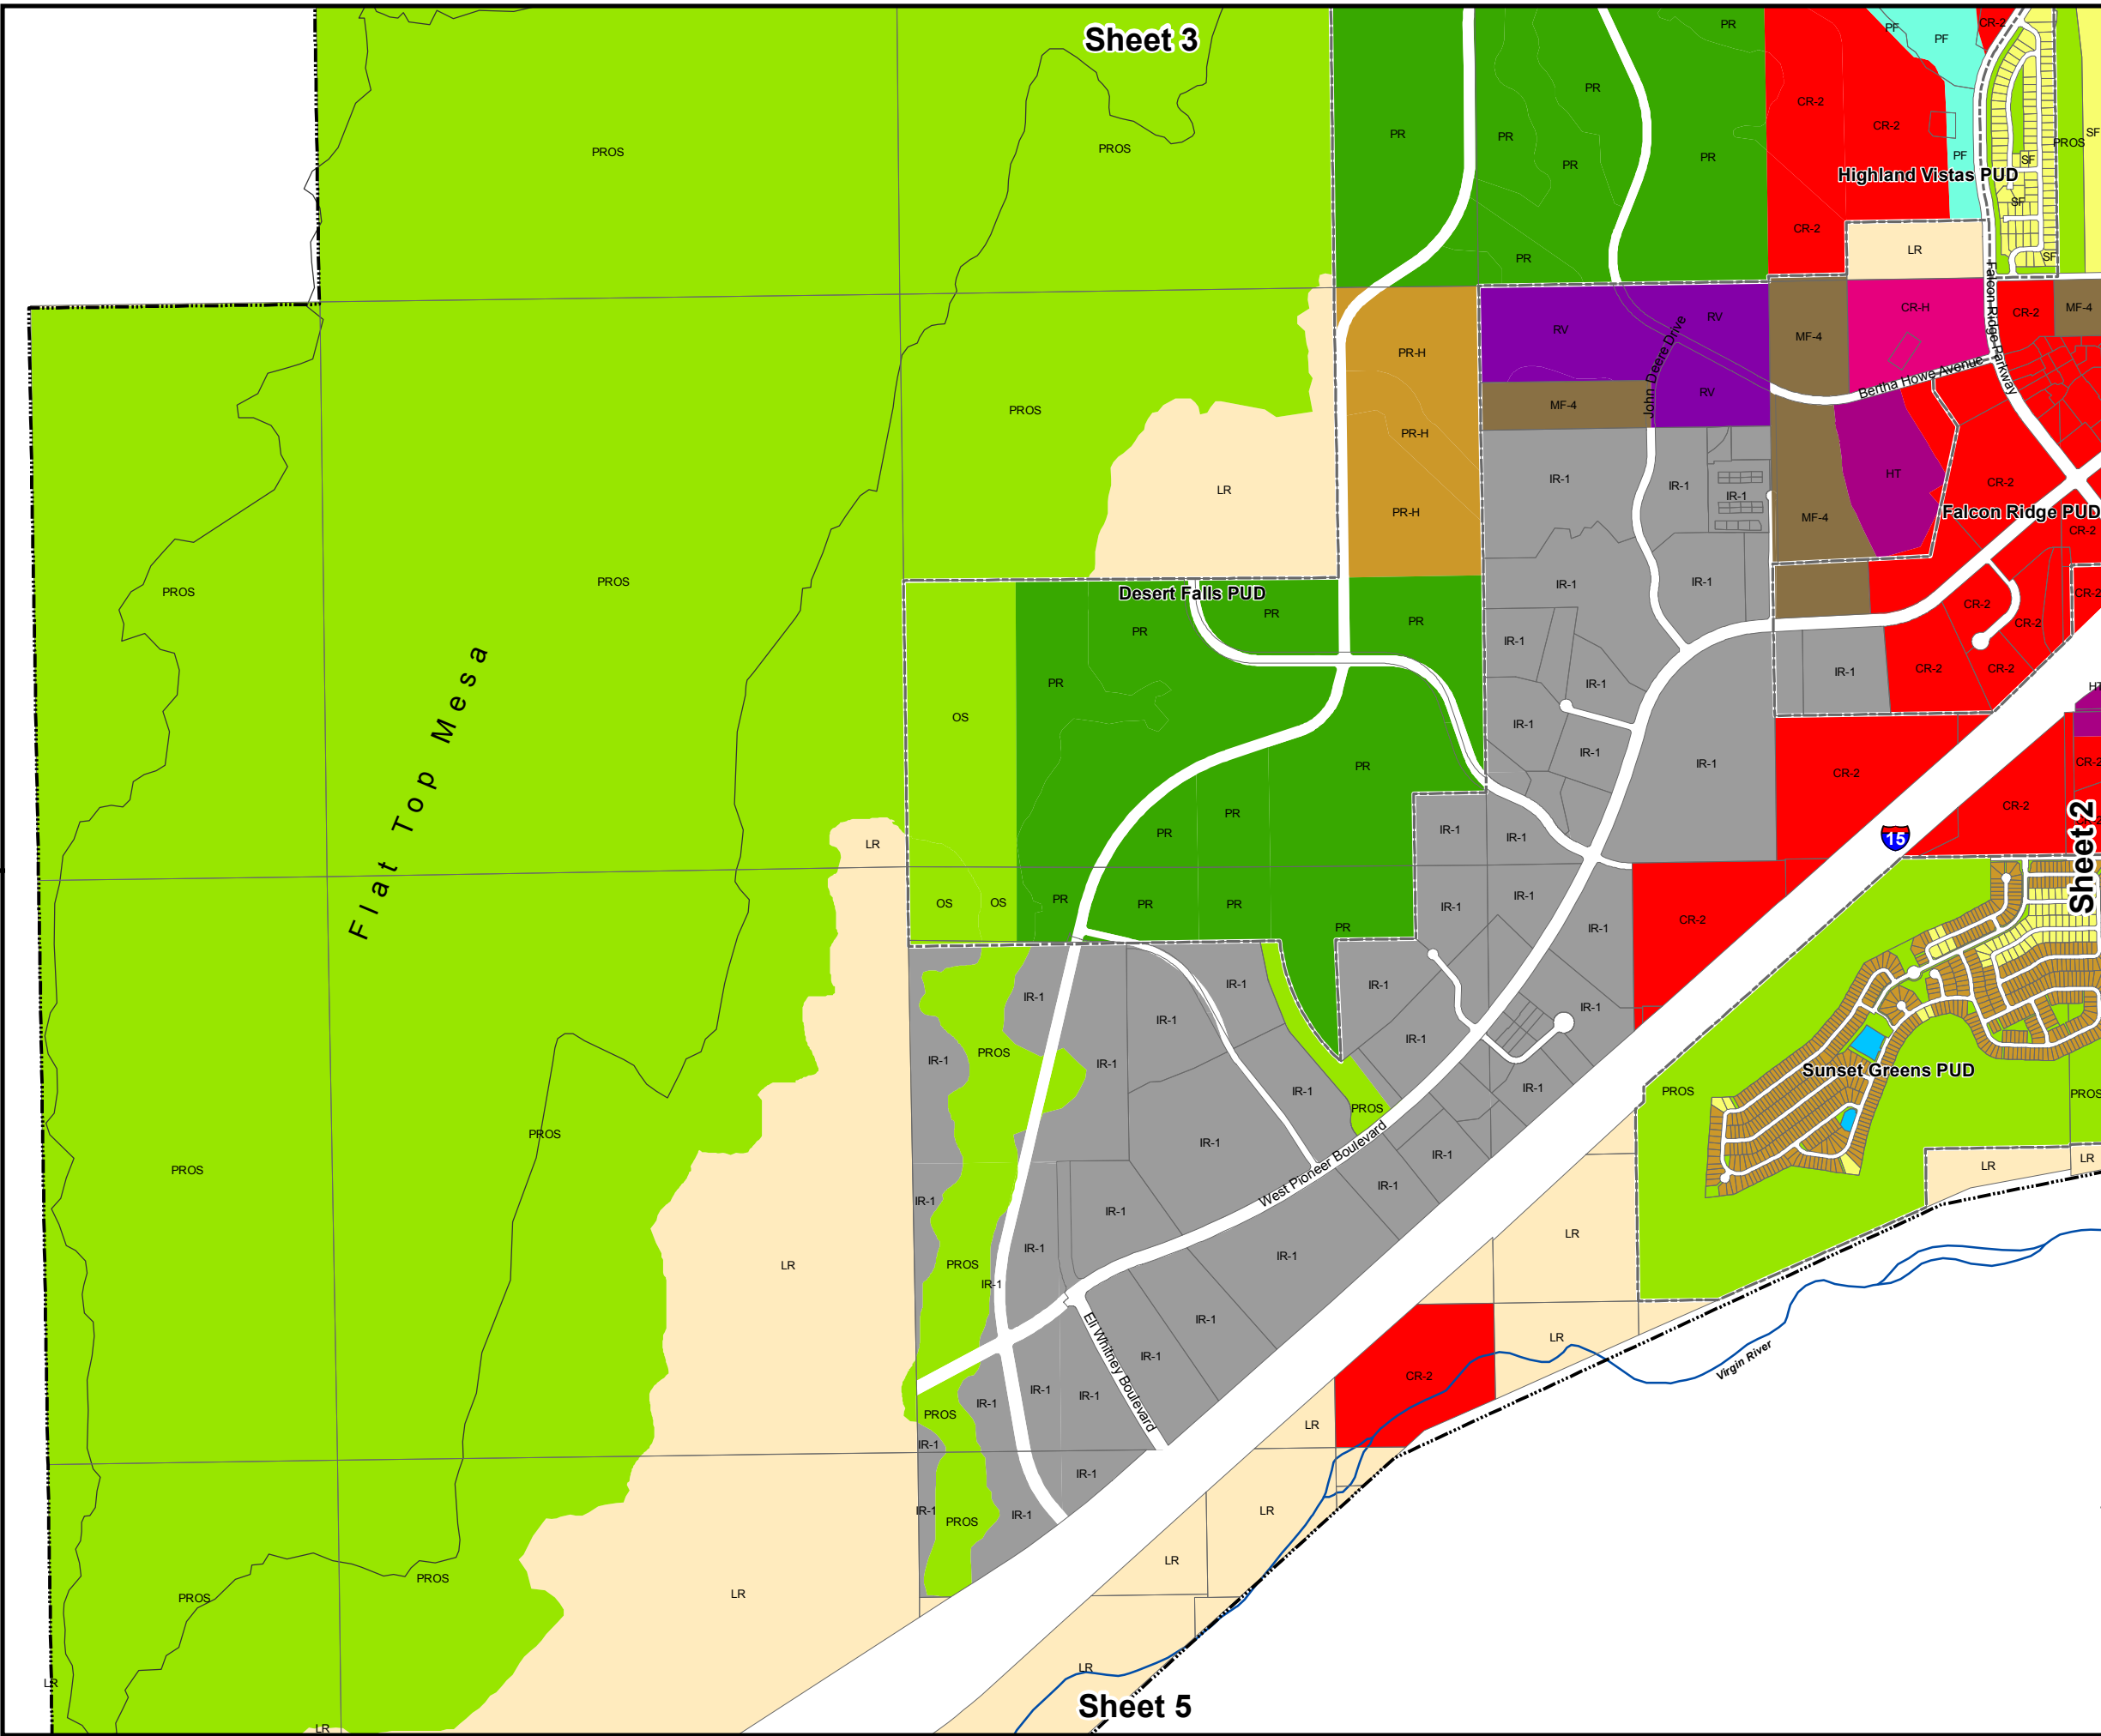 Sheet 3
PR
PF
PF
CR-2
PR
CR-2
PR
PR
CR-2
PROS
SF
PROS
PROS
PR
PR
PF
SF
Highland Vistas PUD
SF
CR-2
LR
PR
SF
CR-H
RV
RV
CR-2
MF-4
Falcon Ridge Parkway
John Deere Drive
MF-4
PR-H
Bertha Howe Avenue
RV
PROS
MF-4
PR-H
HT
IR-1
CR-2
LR
IR-1
IR-1
PR-H
MF-4
Falcon Ridge PUD
CR-2
PROS
IR-1
IR-1
PROS
Desert Falls PUD
CR-2
CR-2
PR
PR
CR-2
PR
IR-1
CR-2
CR-2
IR-1
PR
IR-1
HT
OS
IR-1
Flat Top Mesa
IR-1
CR-2
PR
IR-1
CR-2
CR-2
PR
IR-1
PR
IR-1
15
LR
Sheet 2
IR-1
PR
OS
OS
PR
PR
IR-1
CR-2
PR
IR-1
IR-1
IR-1
IR-1
IR-1
IR-1
IR-1
PROS
IR-1
IR-1
Sunset Greens PUD
IR-1
IR-1
PROS
PROS
PROS
PROS
IR-1
IR-1
West Pioneer Boulevard
LR
LR
PROS
IR-1
IR-1
IR-1
IR-1
LR
IR-1
IR-1
PROS
LR
IR-1
IR-1
Eli Whitney Boulevard
LR
Virgin River
IR-1
CR-2
IR-1
IR-1
IR-1
PROS
LR
IR-1
IR-1
IR-1
LR
IR-1
PROS
LR
PROS
LR
PROS
LR
LR
Sheet 5
LR